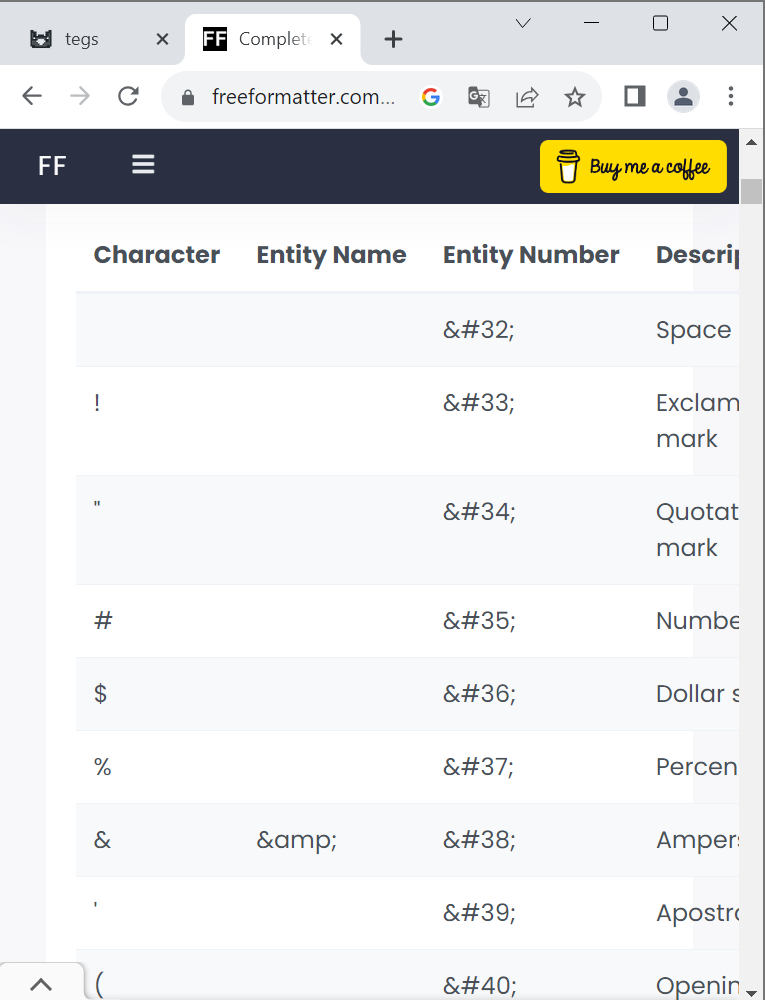 tegs
FF Complete
freeformatter.com...
FF
Buy me a coffee
Character Entity Name Entity Number Descrip
&#32; Space
! &#33; Exclam
mark
" &#34; Quotat
mark
# &#35; Numbe
$ &#36; Dollar s
% &#37; Percen
& &amp; &#38; Ampers
' &#39; Apostro
( &#40; Openin